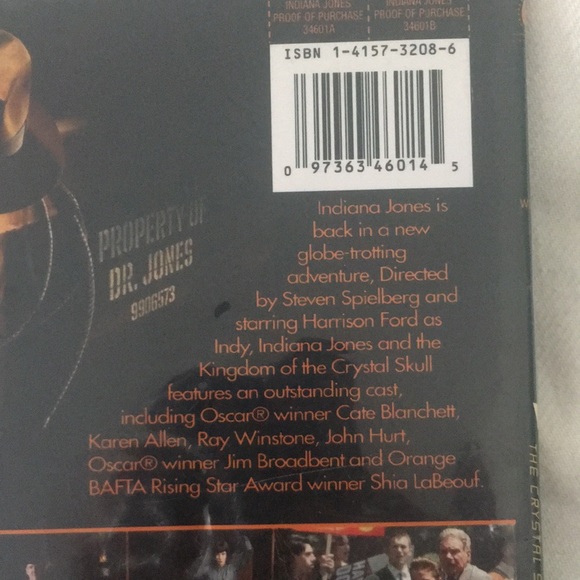 INDIANA JONES INDIANA JONES
PROOF OF PURCHASE PROOF OF PURCHASE
34601A 34601B
ISBN 1-4157-3208-6
0 97363 46014 5
PROPERTY OF
DR. JONES
9906573
Indiana Jones is
back in a new
globe-trotting
adventure, Directed
by Steven Spielberg and
starring Harrison Ford as
Indy, Indiana Jones and the
Kingdom of the Crystal Skull
features an outstanding cast,
including Oscar® winner Cate Blanchett,
Karen Allen, Ray Winstone, John Hurt,
Oscar® winner Jim Broadbent and Orange
BAFTA Rising Star Award winner Shia LaBeouf.
THE CRYSTAL